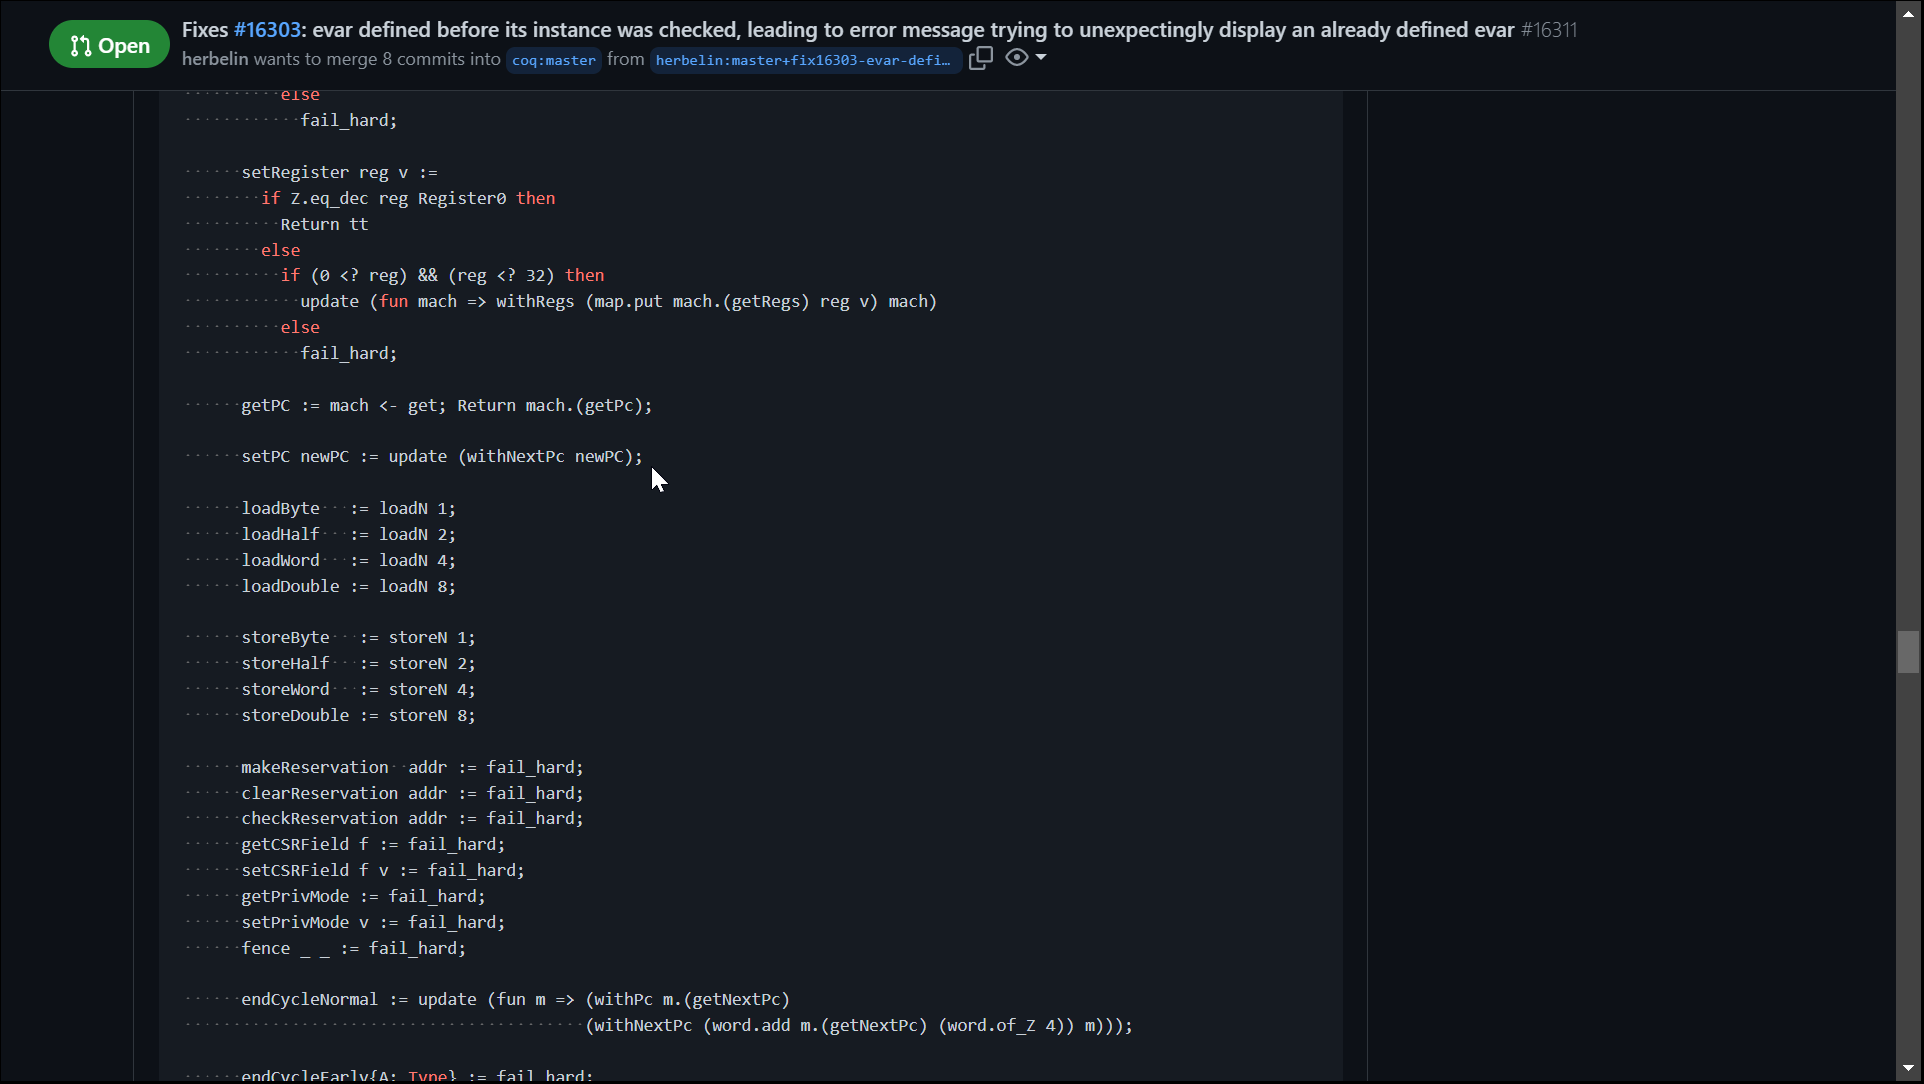 Open
Fixes #16303: evar defined before its instance was checked, leading to error message trying to unexpectingly display an already defined evar #16311
herbelin wants to merge 8 commits into coq:master from herbelin:master+fix16303-evar-defi…
else
fail_hard;
setRegister reg v :=
if Z.eq_dec reg Register0 then
Return tt
else
if (0 <? reg) && (reg <? 32) then
update (fun mach => withRegs (map.put mach.(getRegs) reg v) mach)
else
fail_hard;
getPC := mach <- get; Return mach.(getPc);
setPC newPC := update (withNextPc newPC);
loadByte   := loadN 1;
loadHalf   := loadN 2;
loadWord   := loadN 4;
loadDouble := loadN 8;
storeByte   := storeN 1;
storeHalf   := storeN 2;
storeWord   := storeN 4;
storeDouble := storeN 8;
makeReservation  addr := fail_hard;
clearReservation addr := fail_hard;
checkReservation addr := fail_hard;
getCSRField f := fail_hard;
setCSRField f v := fail_hard;
getPrivMode := fail_hard;
setPrivMode v := fail_hard;
fence _ _ := fail_hard;
endCycleNormal := update (fun m => (withPc m.(getNextPc)
(withNextPc (word.add m.(getNextPc) (word.of_Z 4)) m)));
endCycleEarly{A: Type} := fail_hard;